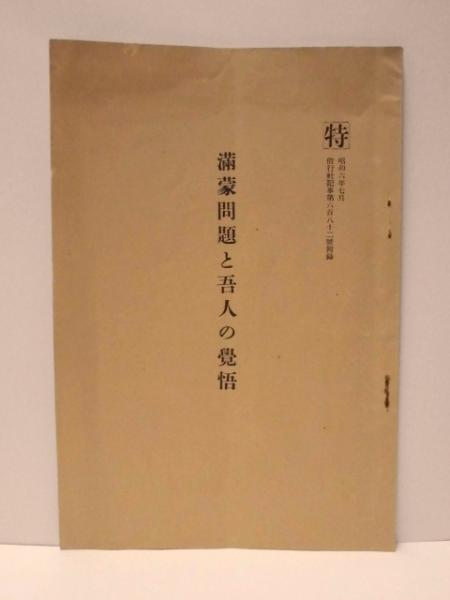 特
昭和六年七月
偕行社記事第六百八十二號附録
滿蒙問題と吾人の覺悟